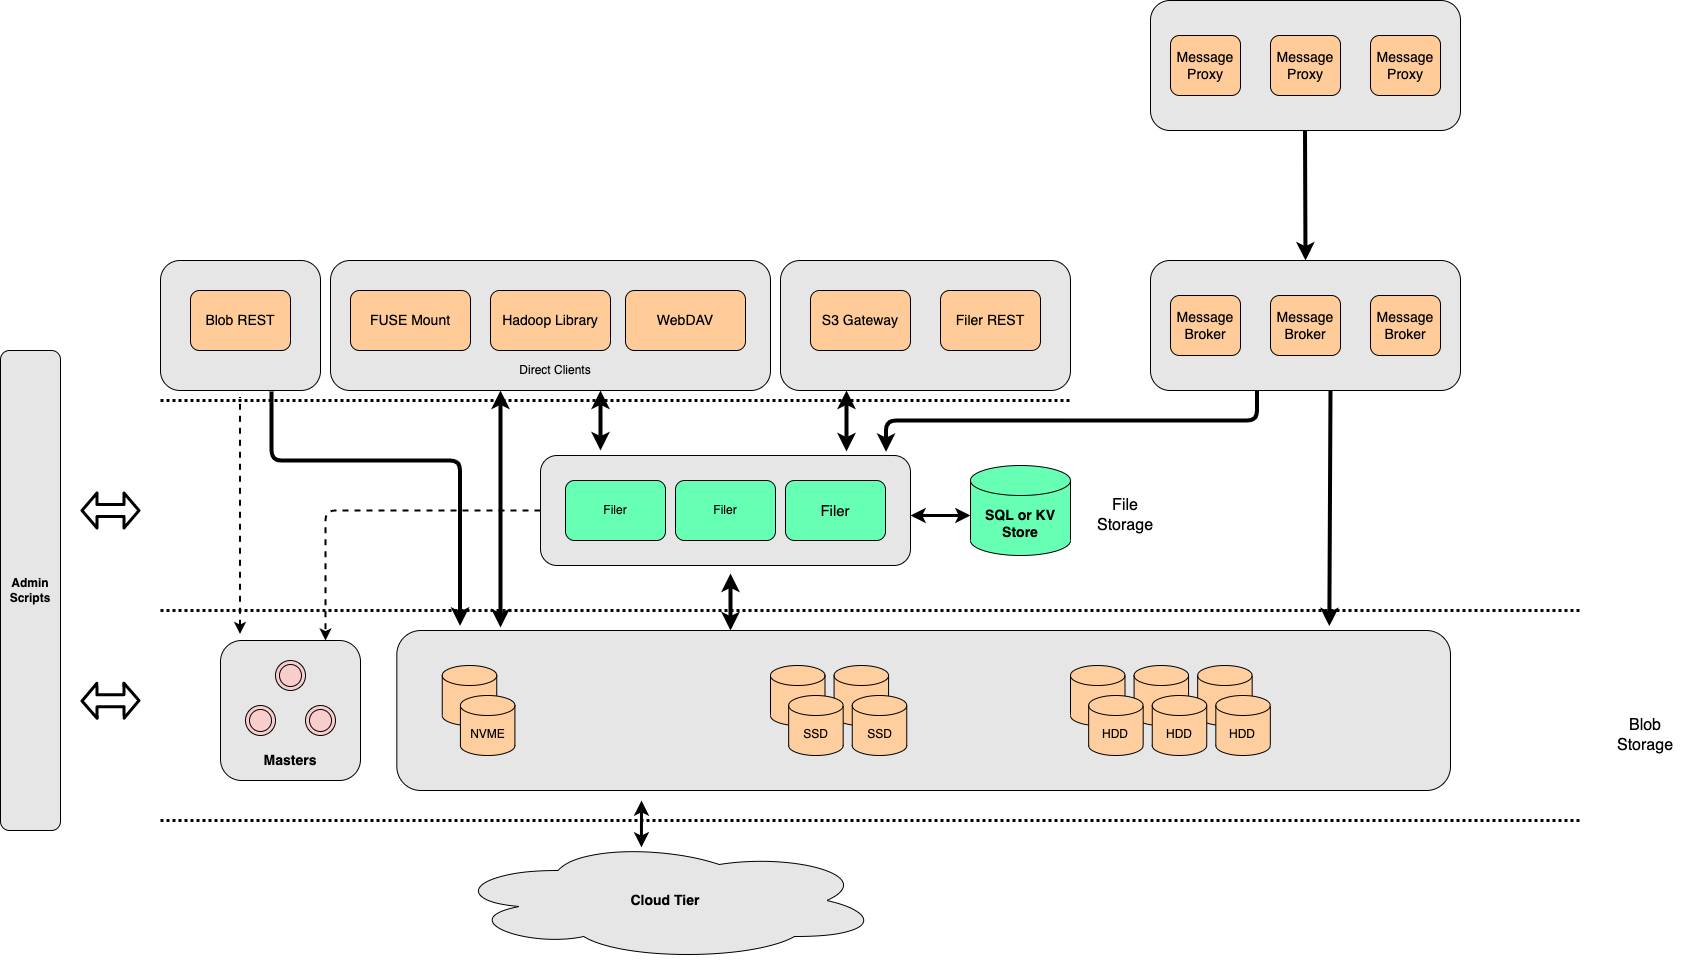 Message
Proxy
Message
Proxy
Message
Proxy
Blob REST
FUSE Mount
Hadoop Library
WebDAV
Direct Clients
S3 Gateway
Filer REST
Message
Broker
Message
Broker
Message
Broker
Filer
Filer
Filer
SQL or KV
Store
File
Storage
Admin
Scripts
Masters
NVME
SSD
SSD
HDD
HDD
HDD
Blob
Storage
Cloud Tier